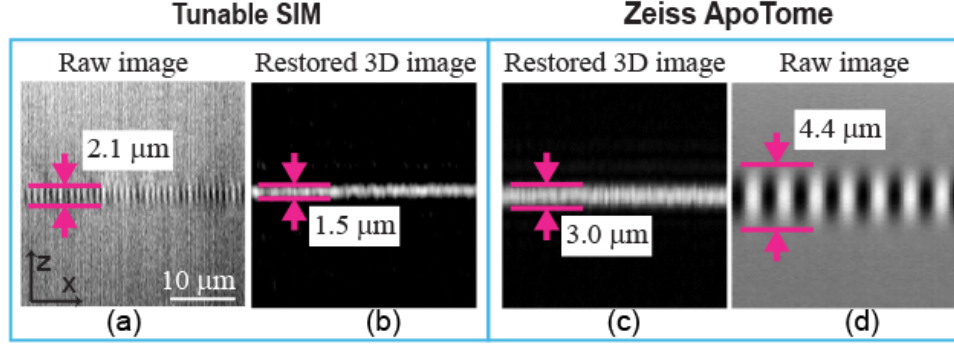 Tunable SIM
Zeiss ApoTome
Raw image
Restored 3D image
Restored 3D image
Raw image
2.1 μm
1.5 μm
3.0 μm
4.4 μm
z
x
10 μm
(a)
(b)
(c)
(d)